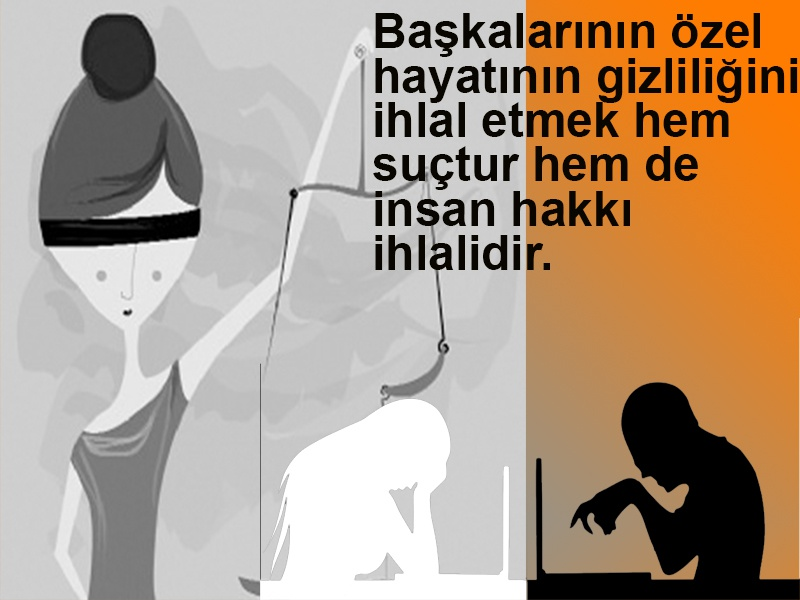 Başkalarının özel
hayatının gizliliğini
ihlal etmek hem
suçtur hem de
insan hakkı
ihlalidir.